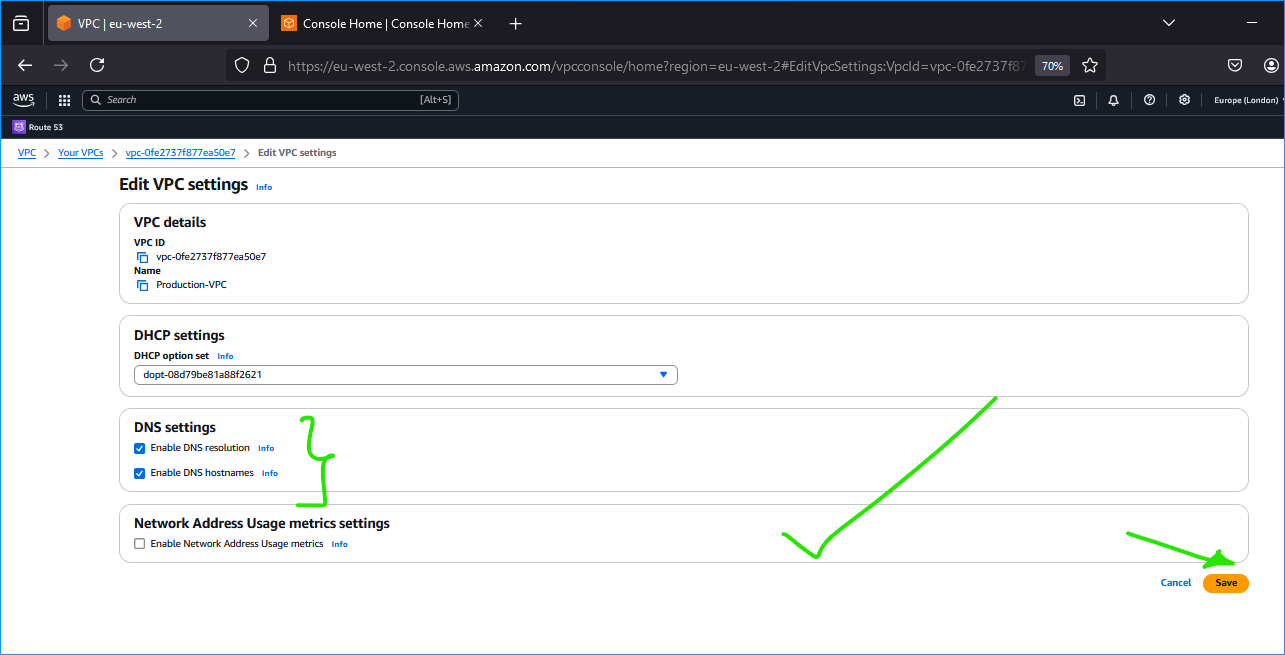 VPC | eu-west-2
Console Home | Console Home
https://eu-west-2.console.aws.amazon.com/vpcconsole/home?region=eu-west-2#EditVpcSettings:VpcId=vpc-0fe2737f87
70%
aws
Search
[Alt+S]
Europe (London)
Route 53
VPC > Your VPCs > vpc-0fe2737f877ea50e7 > Edit VPC settings
Edit VPC settings Info
VPC details
VPC ID
vpc-0fe2737f877ea50e7
Name
Production-VPC
DHCP settings
DHCP option set Info
dopt-08d79be81a88f2621
DNS settings
Enable DNS resolution Info
Enable DNS hostnames Info
Network Address Usage metrics settings
Enable Network Address Usage metrics Info
Cancel Save